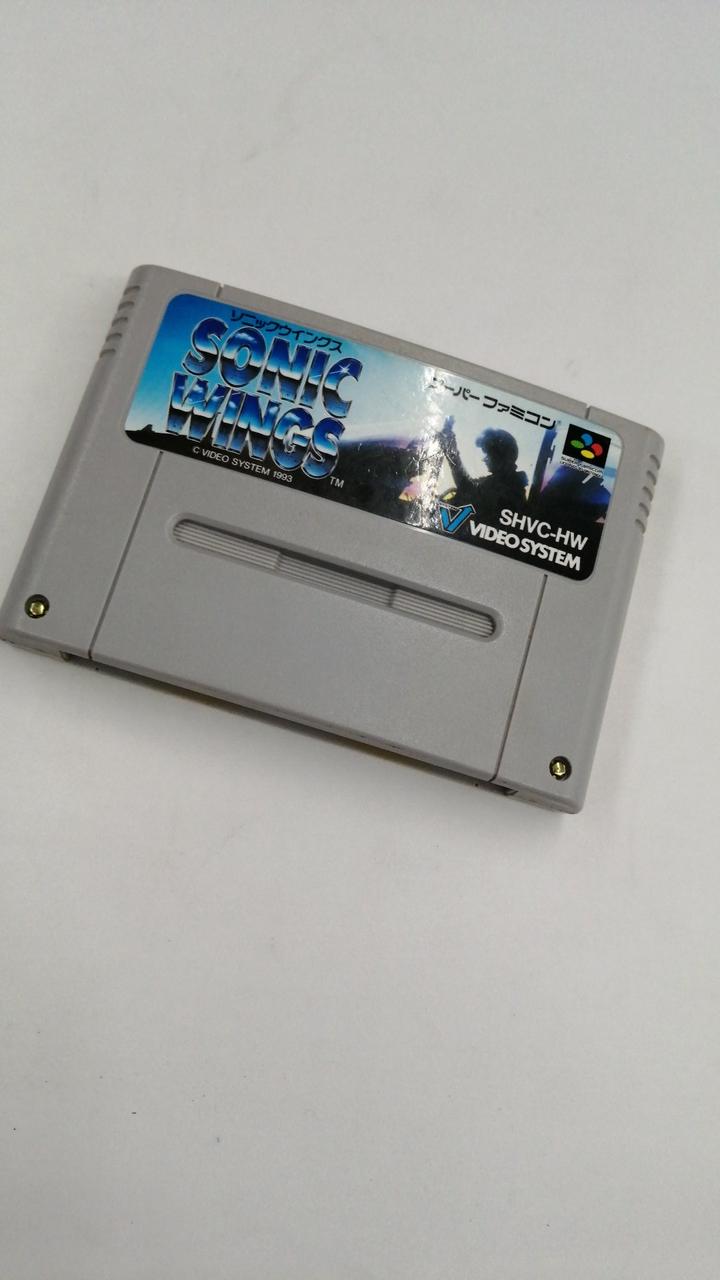 ソニックウイングス
SONIC
WINGS
TM
© VIDEO SYSTEM 1993
スーパーファミコン
SHVC-HW
VIDEO SYSTEM